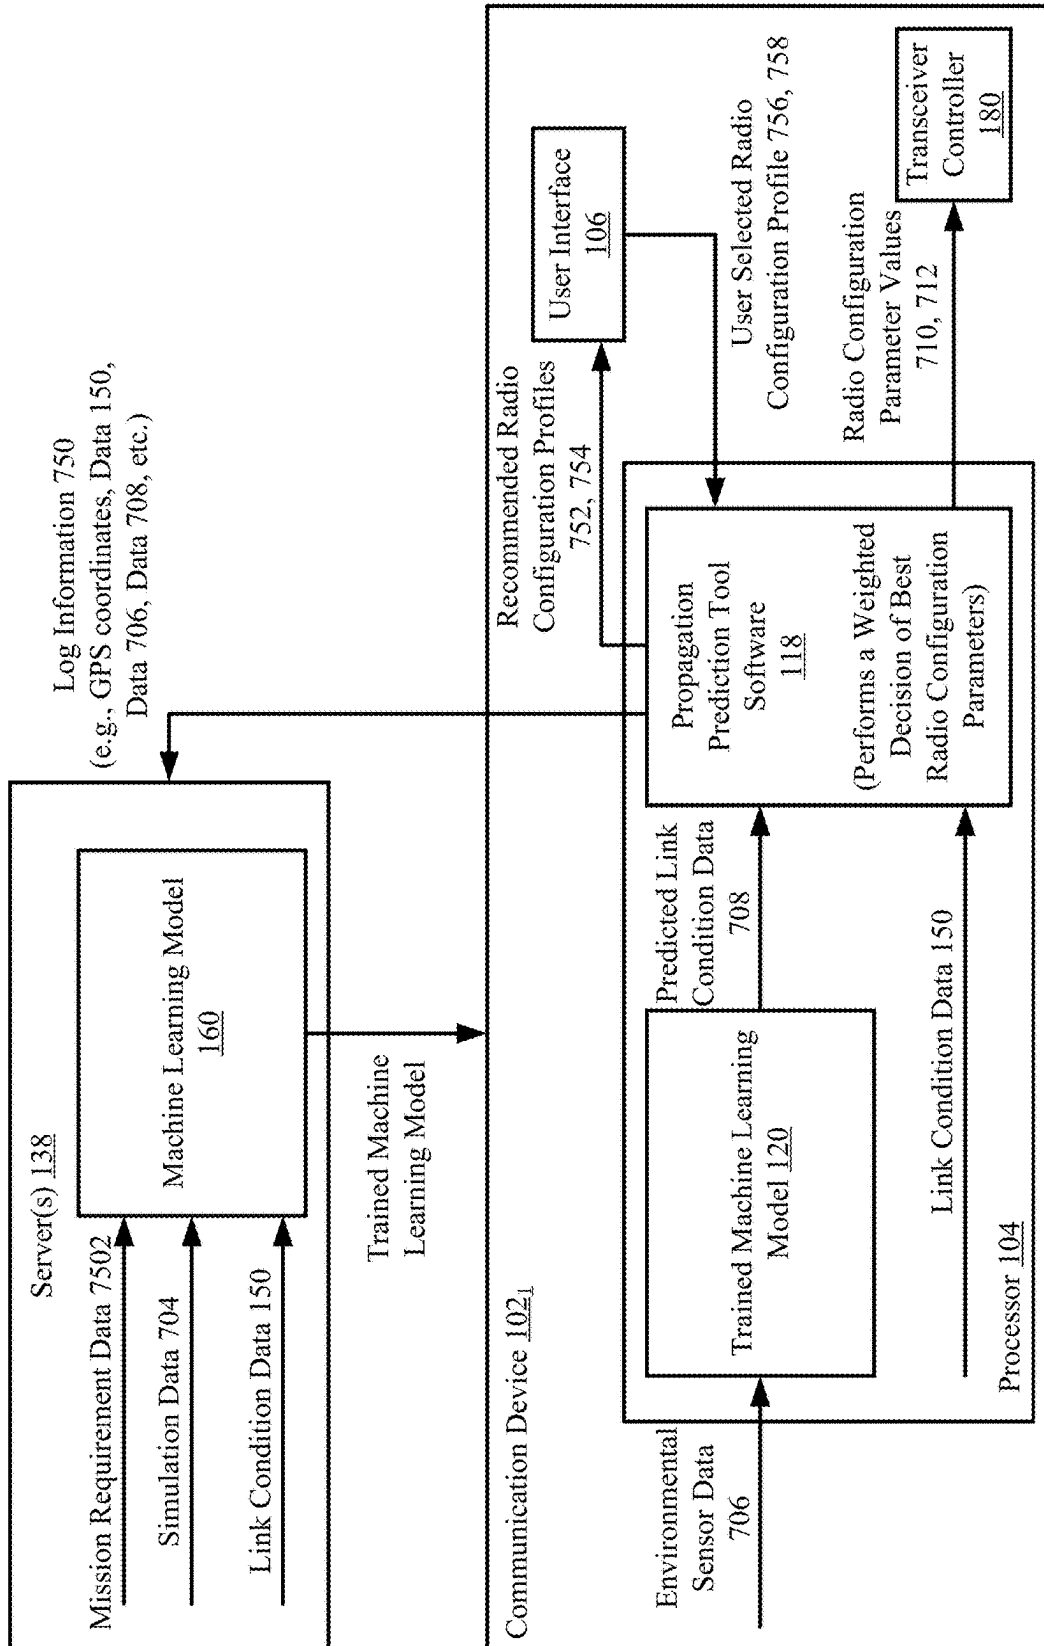 Server(s) 138
Mission Requirement Data 7502
Simulation Data 704
Link Condition Data 150
Machine Learning Model
160
Log Information 750
(e.g., GPS coordinates, Data 150,
Data 706, Data 708, etc.)
Trained Machine
Learning Model
Communication Device 102₁
Recommended Radio
Configuration Profiles
752, 754
User Interface
106
User Selected Radio
Configuration Profile 756, 758
Environmental
Sensor Data
706
Trained Machine Learning
Model 120
Predicted Link
Condition Data
708
Propagation
Prediction Tool
Software
118
(Performs a Weighted
Decision of Best
Radio Configuration
Parameters)
Radio Configuration
Parameter Values
710, 712
Transceiver
Controller
180
Link Condition Data 150
Processor 104